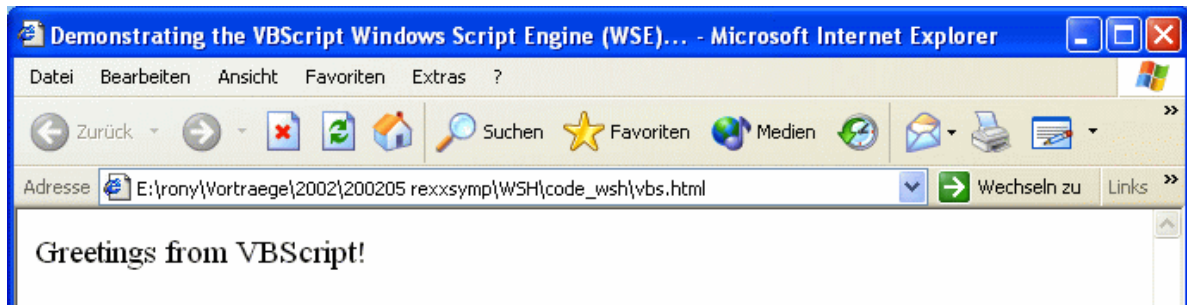 Demonstrating the VBScript Windows Script Engine (WSE)... - Microsoft Internet Explorer
Datei Bearbeiten Ansicht Favoriten Extras ?
Zurück Suchen Favoriten Medien »
Adresse E:\rony\Vortraege\2002\200205 rexxsymp\WSH\code_wsh\vbs.html Wechseln zu Links »
Greetings from VBScript!